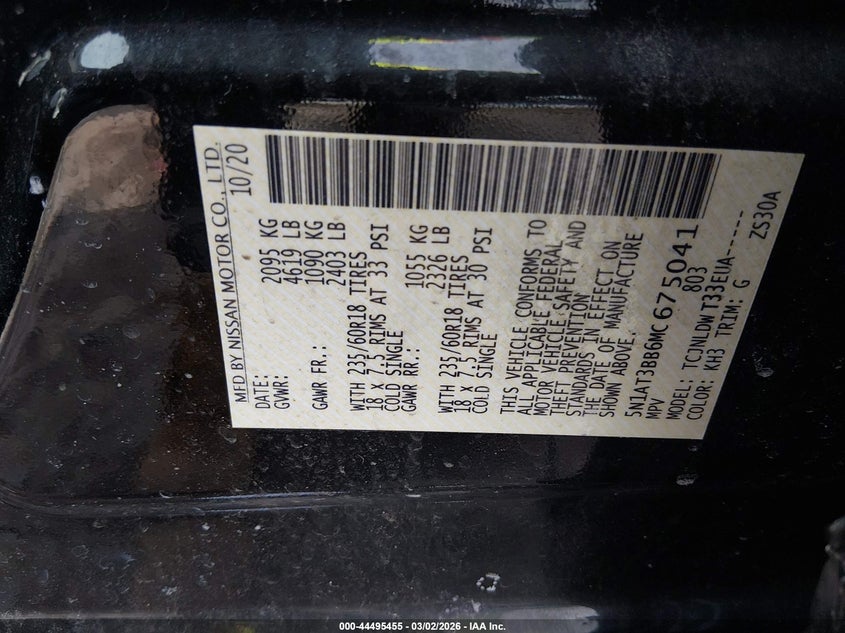 MFD BY NISSAN MOTOR CO., LTD.
DATE: 10/20
GVWR: 2095 KG
4619 LB
GAWR FR.: 1090 KG
2403 LB
WITH 235/60R18 TIRES
18 X 7.5 RIMS AT 33 PSI
COLD SINGLE
GAWR RR.: 1055 KG
2326 LB
WITH 235/60R18 TIRES
18 X 7.5 RIMS AT 30 PSI
COLD SINGLE
THIS VEHICLE CONFORMS TO
ALL APPLICABLE FEDERAL
MOTOR VEHICLE SAFETY AND
THEFT PREVENTION
STANDARDS IN EFFECT ON
THE DATE OF MANUFACTURE
SHOWN ABOVE.
5N1AT3BB6MC675041
MPV 803
MODEL: TCJNLDWT33EUA------
COLOR: KH3 TRIM: G
ZS30A
000-44495455 - 03/02/2026 - IAA Inc.